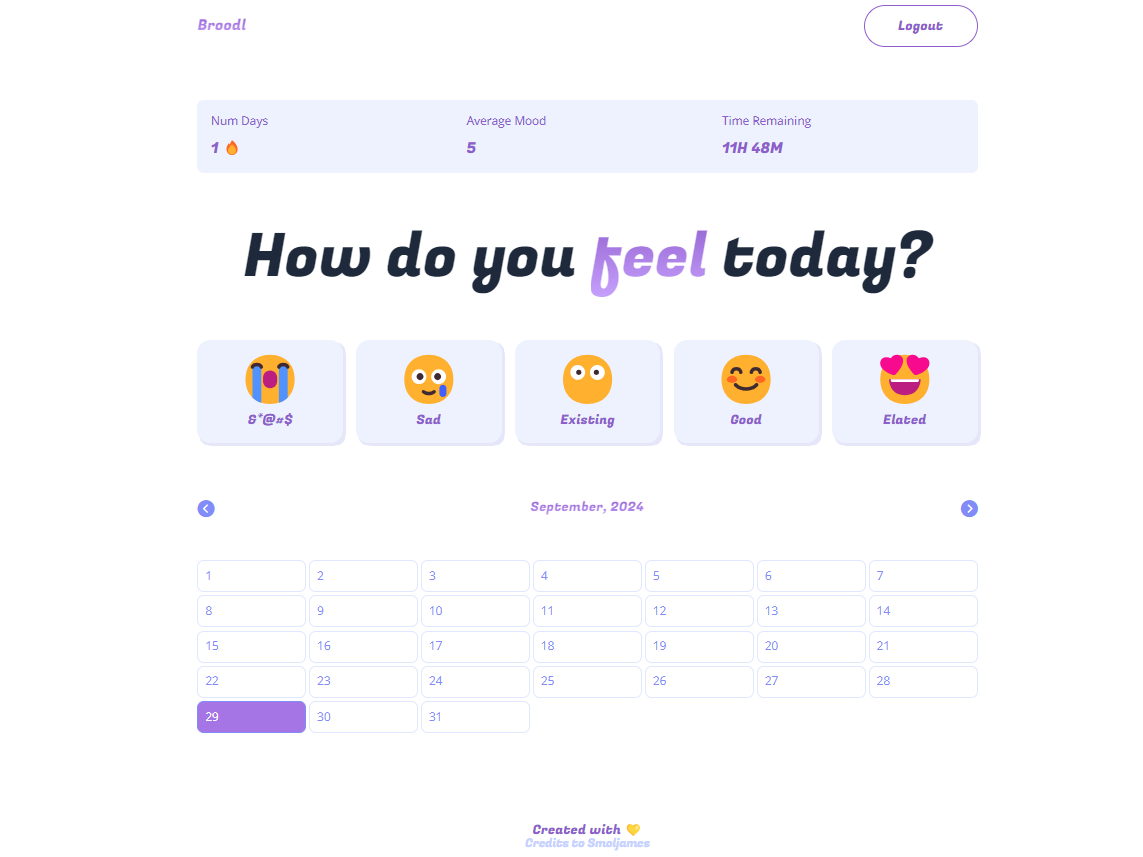 Broodl
Logout
Num Days Average Mood Time Remaining
1 🔥 5 11H 48M
How do you feel today?
&*@#$ Sad Existing Good Elated
September, 2024
1 2 3 4 5 6 7
8 9 10 11 12 13 14
15 16 17 18 19 20 21
22 23 24 25 26 27 28
29 30 31
Created with 💛
Credits to Smoljames